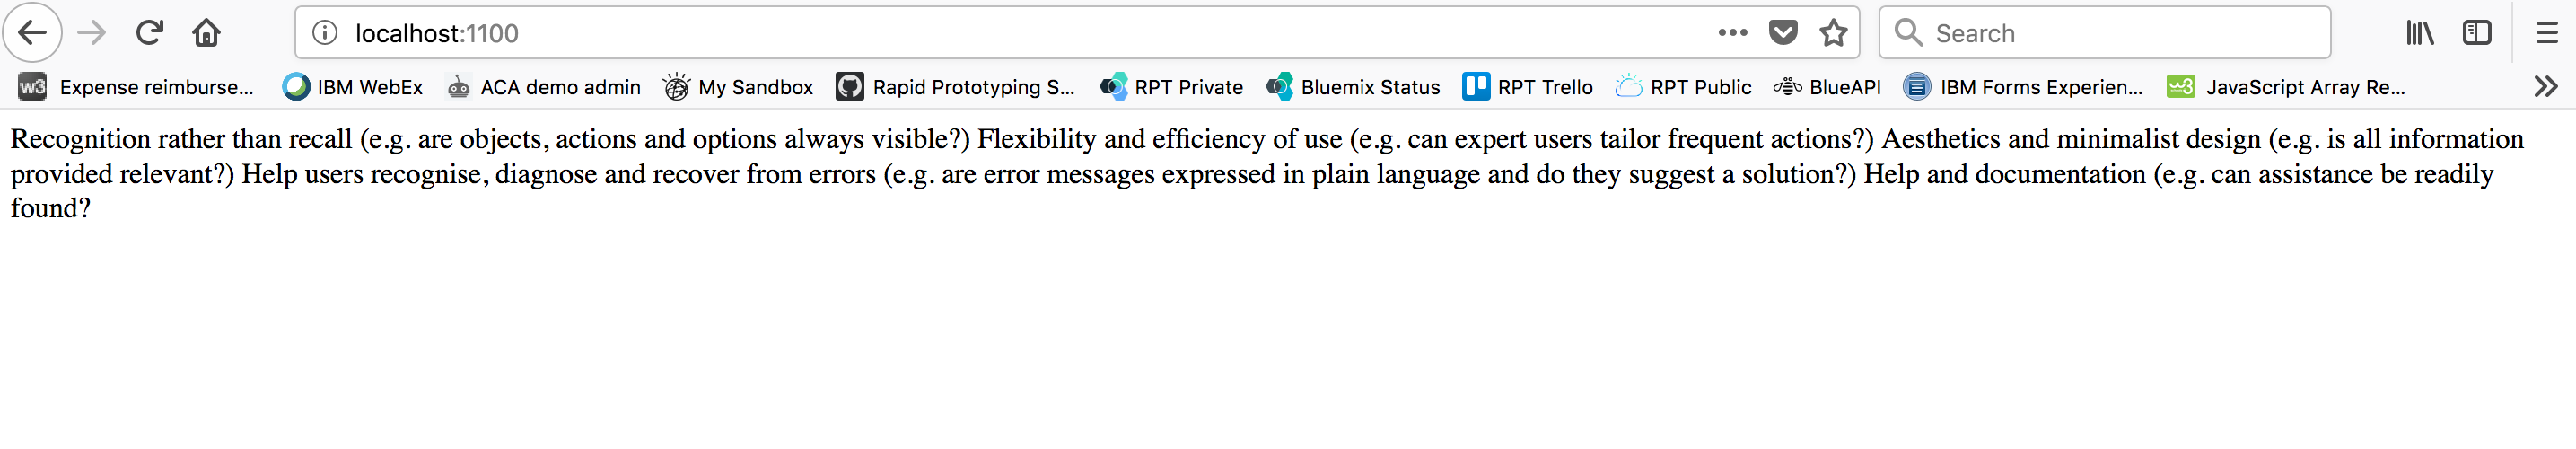 localhost:1100
Search
w3 Expense reimburse... IBM WebEx ACA demo admin My Sandbox Rapid Prototyping S... RPT Private Bluemix Status RPT Trello RPT Public BlueAPI IBM Forms Experien... w3 JavaScript Array Re...
Recognition rather than recall (e.g. are objects, actions and options always visible?) Flexibility and efficiency of use (e.g. can expert users tailor frequent actions?) Aesthetics and minimalist design (e.g. is all information
provided relevant?) Help users recognise, diagnose and recover from errors (e.g. are error messages expressed in plain language and do they suggest a solution?) Help and documentation (e.g. can assistance be readily
found?